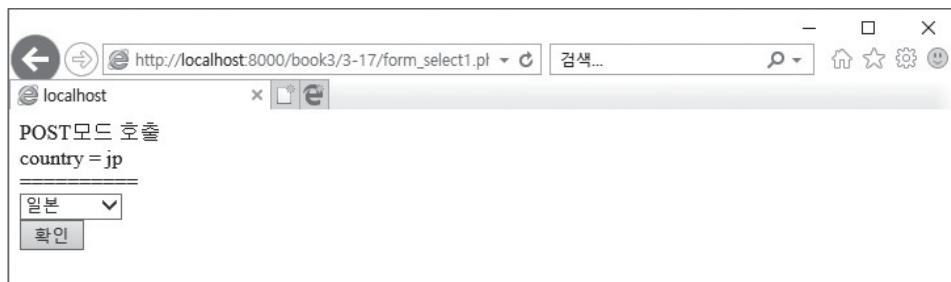 http://localhost:8000/book3/3-17/form_select1.pl
검색...
localhost
POST모드 호출
country = jp
==========
일본
확인